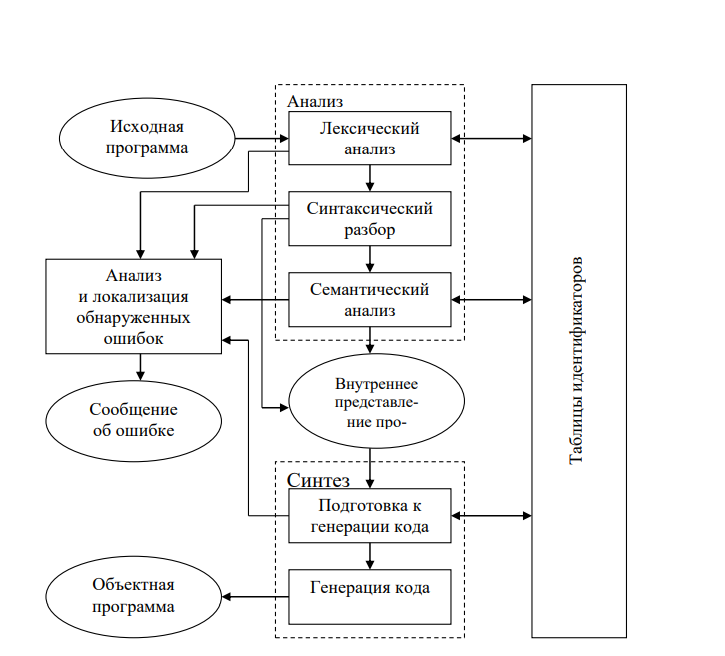 Анализ
Исходная
программа
Лексический
анализ
Синтаксический
разбор
Анализ
и локализация
обнаруженных
ошибок
Семантический
анализ
Таблицы идентификаторов
Внутреннее
представле-
ние про-
Сообщение
об ошибке
Синтез
Подготовка к
генерации кода
Объектная
программа
Генерация кода